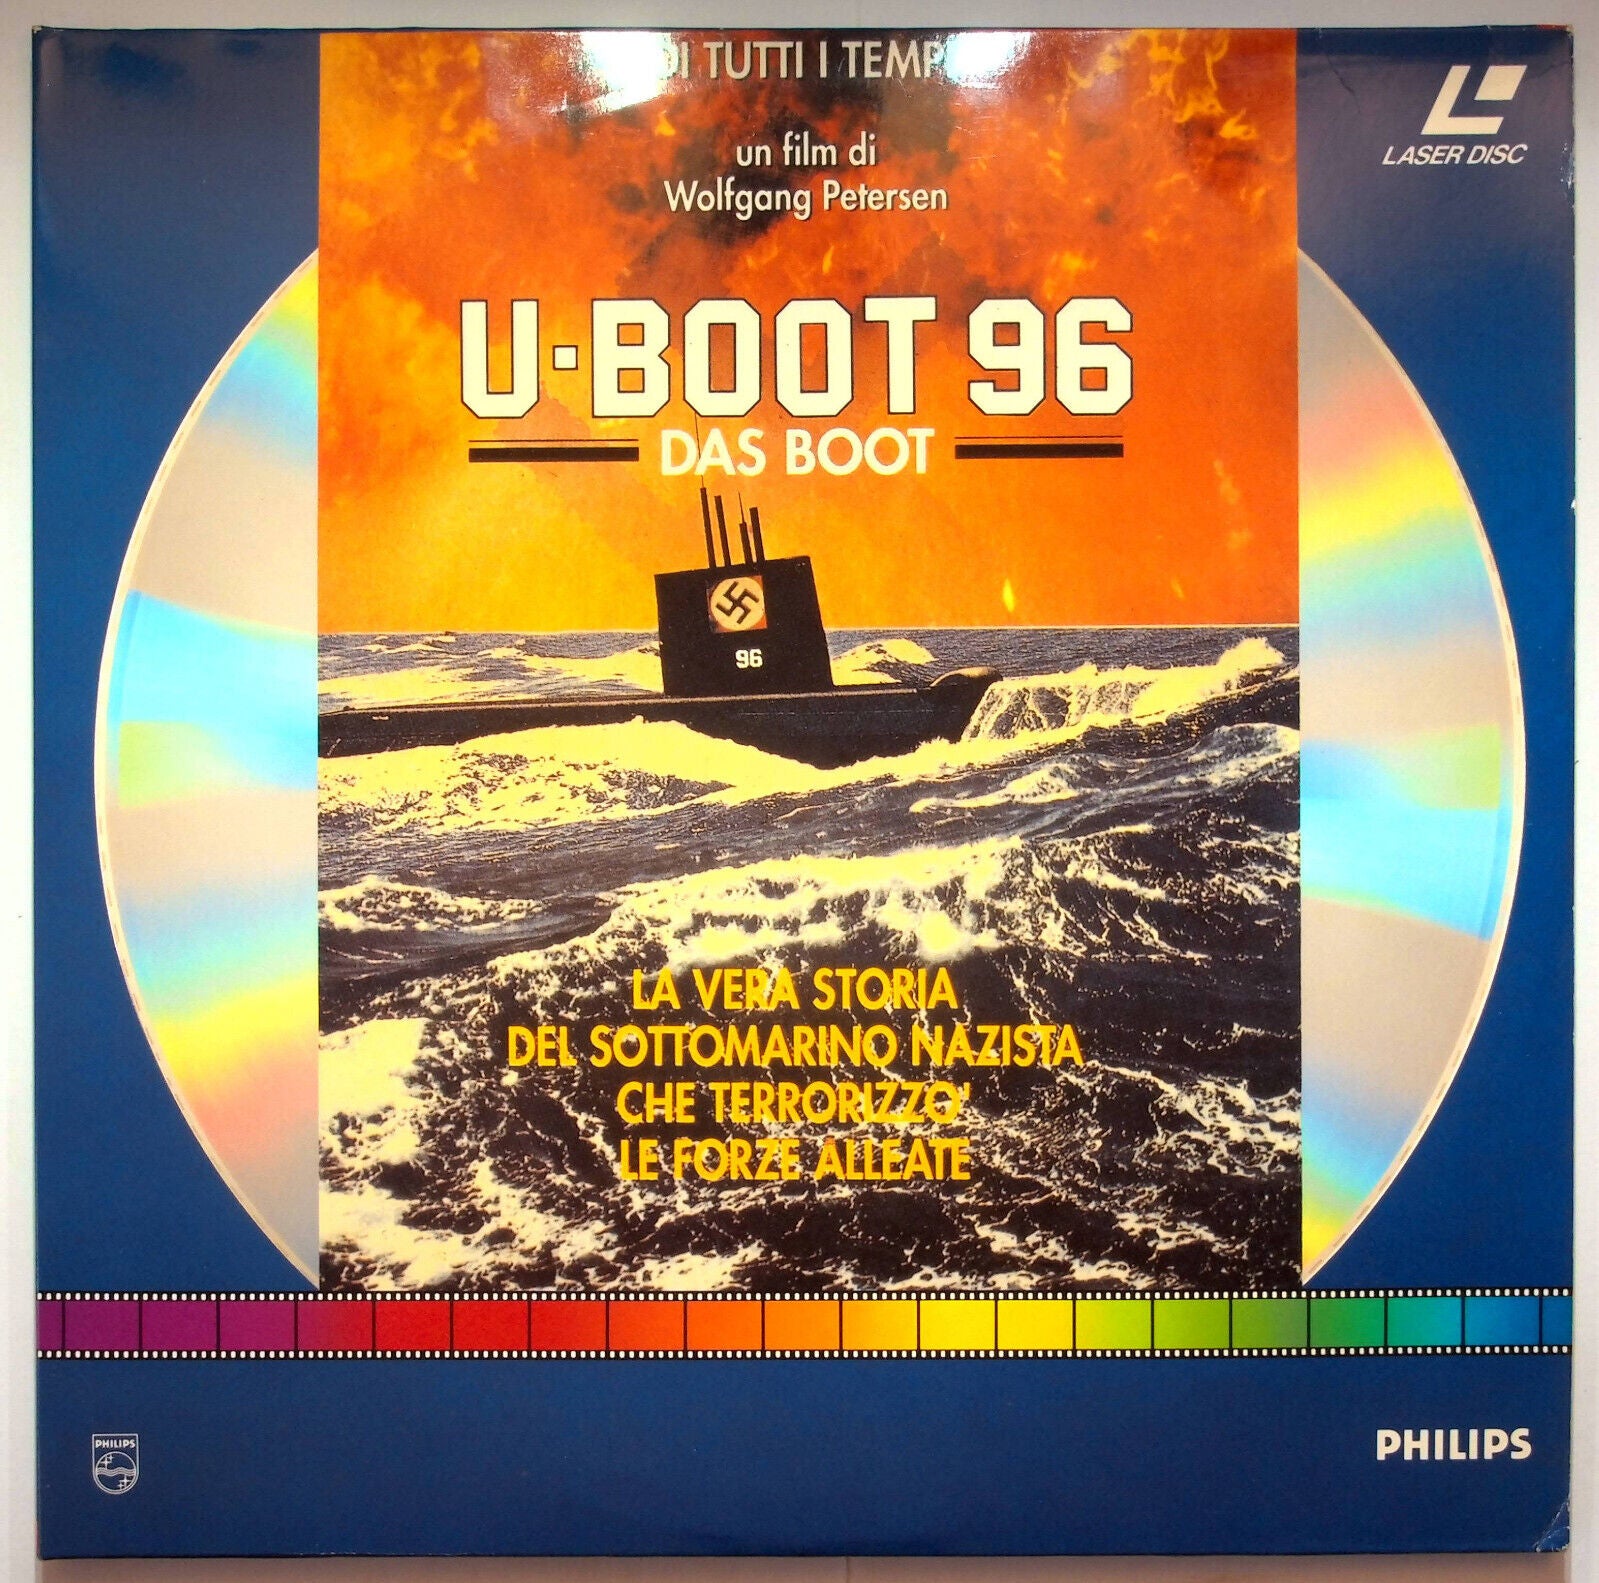 DI TUTTI I TEMP
LASER DISC
un film di
Wolfgang Petersen
U·BOOT 96
DAS BOOT
96
LA VERA STORIA
DEL SOTTOMARINO NAZISTA
CHE TERRORIZZO'
LE FORZE ALLEATE
PHILIPS
PHILIPS